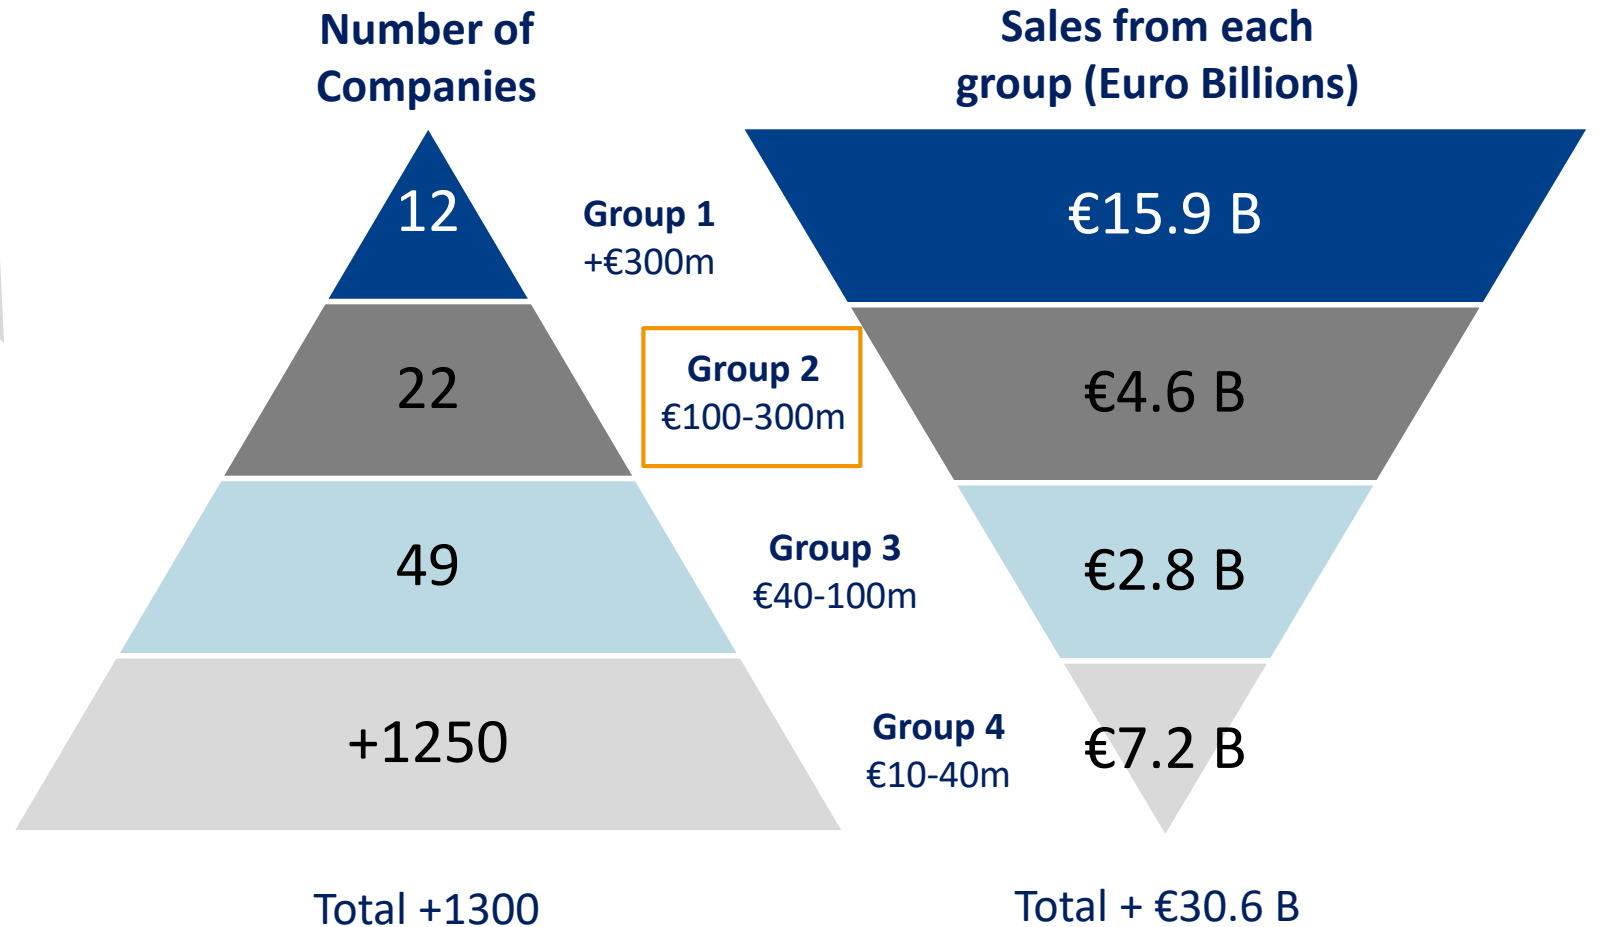 Number of
Companies
Sales from each
group (Euro Billions)
12
Group 1
+€300m
€15.9 B
22
Group 2
€100-300m
€4.6 B
49
Group 3
€40-100m
€2.8 B
+1250
Group 4
€10-40m
€7.2 B
Total +1300
Total + €30.6 B